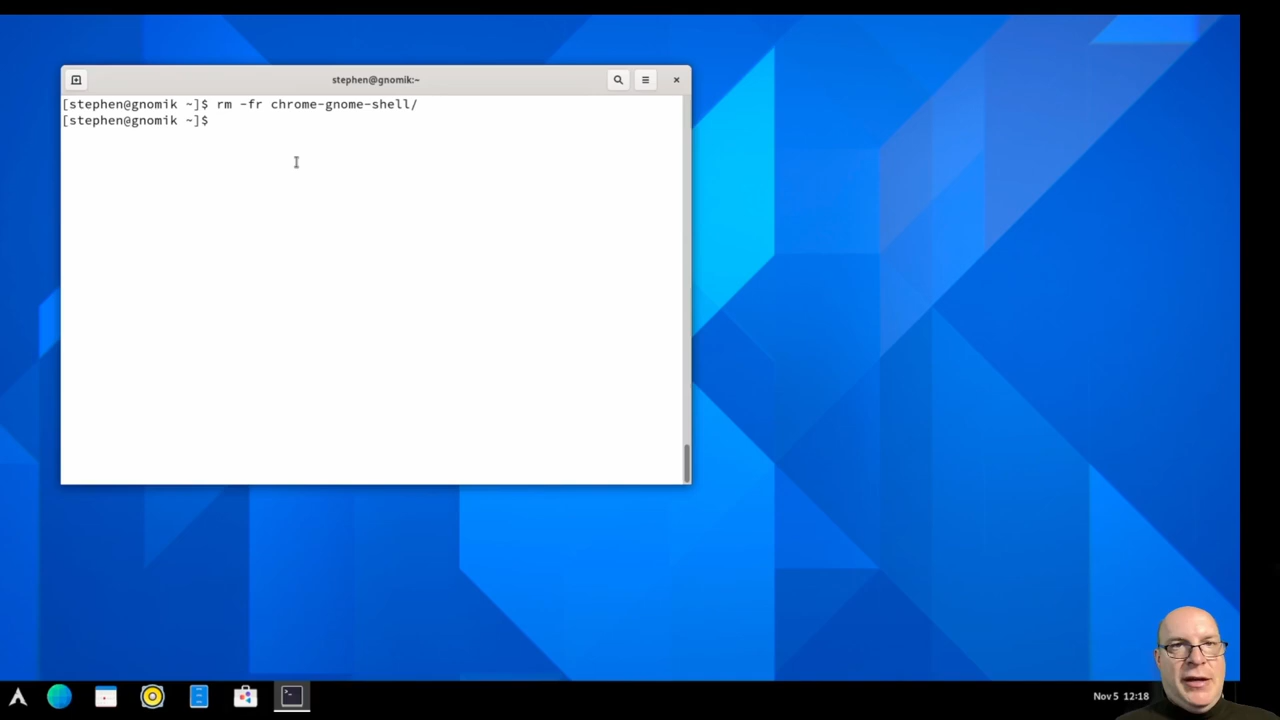 stephen@gnomik:~
[stephen@gnomik ~]$ rm -fr chrome-gnome-shell/
[stephen@gnomik ~]$
Nov 5 12:18